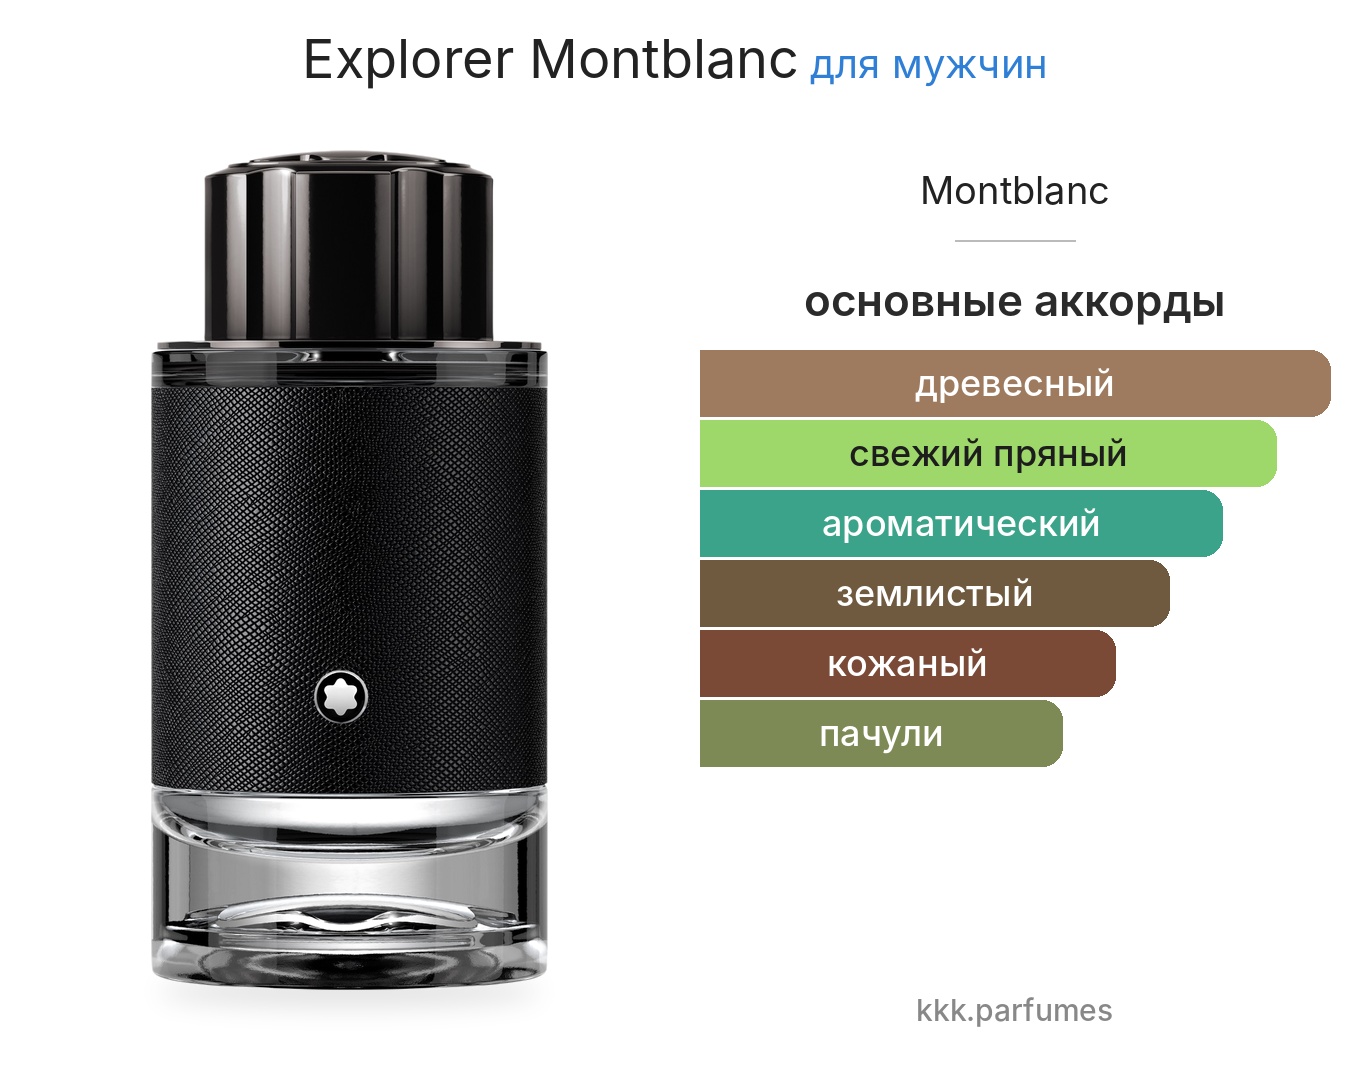 Explorer Montblanc для мужчин
Montblanc
основные аккорды
древесный
свежий пряный
ароматический
землистый
кожаный
пачули
kkk.parfumes